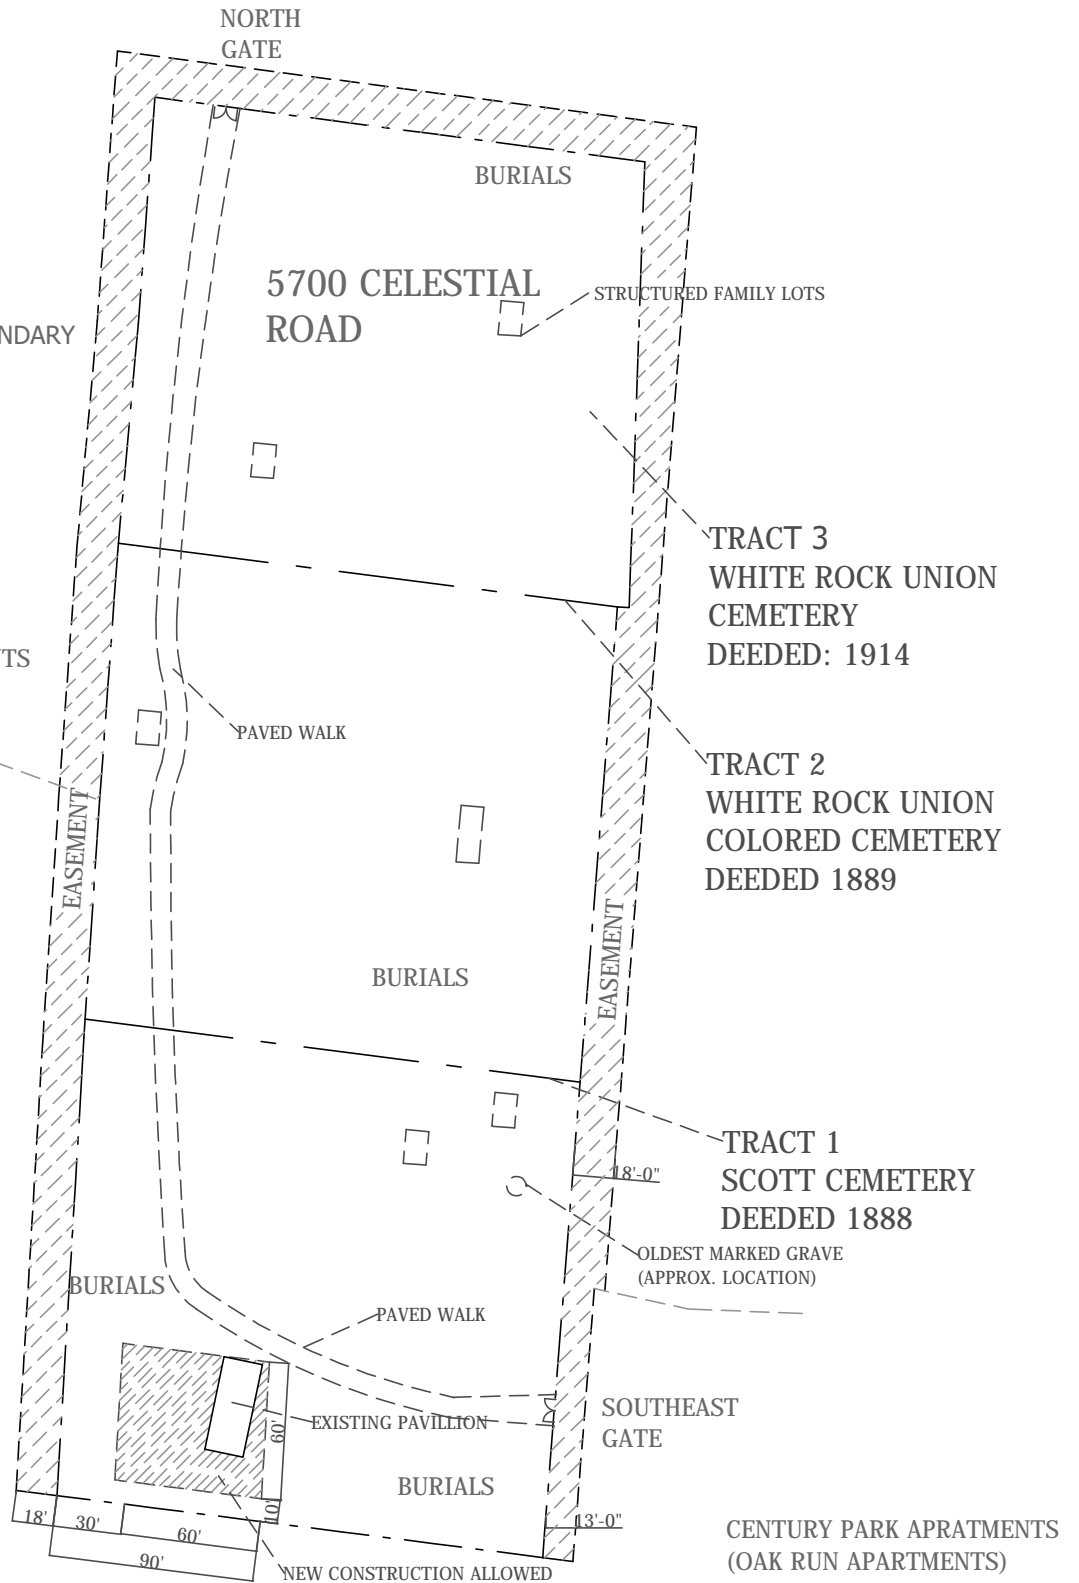 NORTH
GATE
BURIALS
5700 CELESTIAL
ROAD
STRUCTURED FAMILY LOTS
NDARY
TRACT 3
WHITE ROCK UNION
CEMETERY
DEEDED: 1914
TS
PAVED WALK
TRACT 2
WHITE ROCK UNION
COLORED CEMETERY
DEEDED 1889
EASEMENT
EASEMENT
BURIALS
TRACT 1
SCOTT CEMETERY
DEEDED 1888
18'-0"
OLDEST MARKED GRAVE
(APPROX. LOCATION)
BURIALS
PAVED WALK
EXISTING PAVILLION
60'
SOUTHEAST
GATE
BURIALS
10'
18'
30'
60'
90'
13'-0"
NEW CONSTRUCTION ALLOWED
CENTURY PARK APRATMENTS
(OAK RUN APARTMENTS)